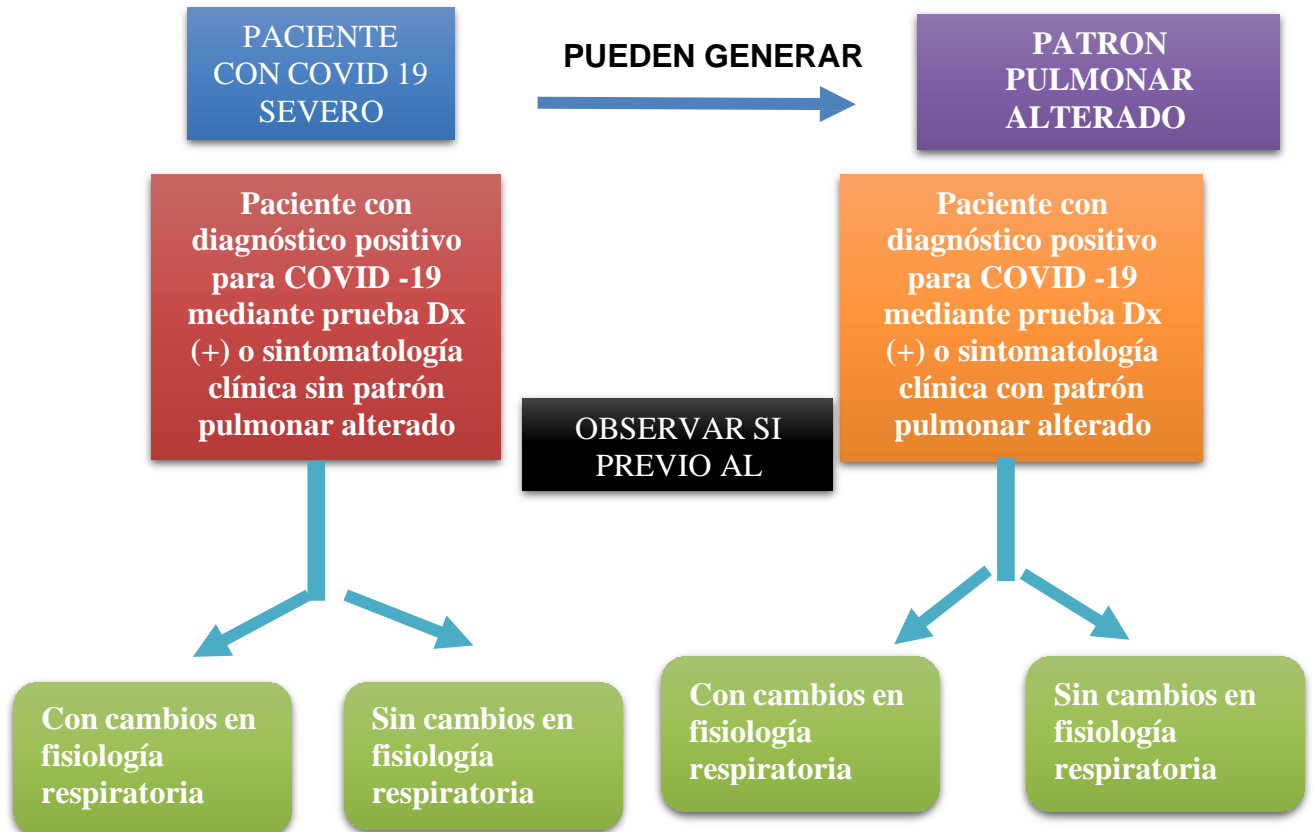 PACIENTE
CON COVID 19
SEVERO
PUEDEN GENERAR
PATRON
PULMONAR
ALTERADO
Paciente con
diagnóstico positivo
para COVID -19
mediante prueba Dx
(+) o sintomatología
clínica sin patrón
pulmonar alterado
OBSERVAR SI
PREVIO AL
Paciente con
diagnóstico positivo
para COVID -19
mediante prueba Dx
(+) o sintomatología
clínica con patrón
pulmonar alterado
Con cambios en
fisiología
respiratoria
Sin cambios en
fisiología
respiratoria
Con cambios en
fisiología
respiratoria
Sin cambios en
fisiología
respiratoria